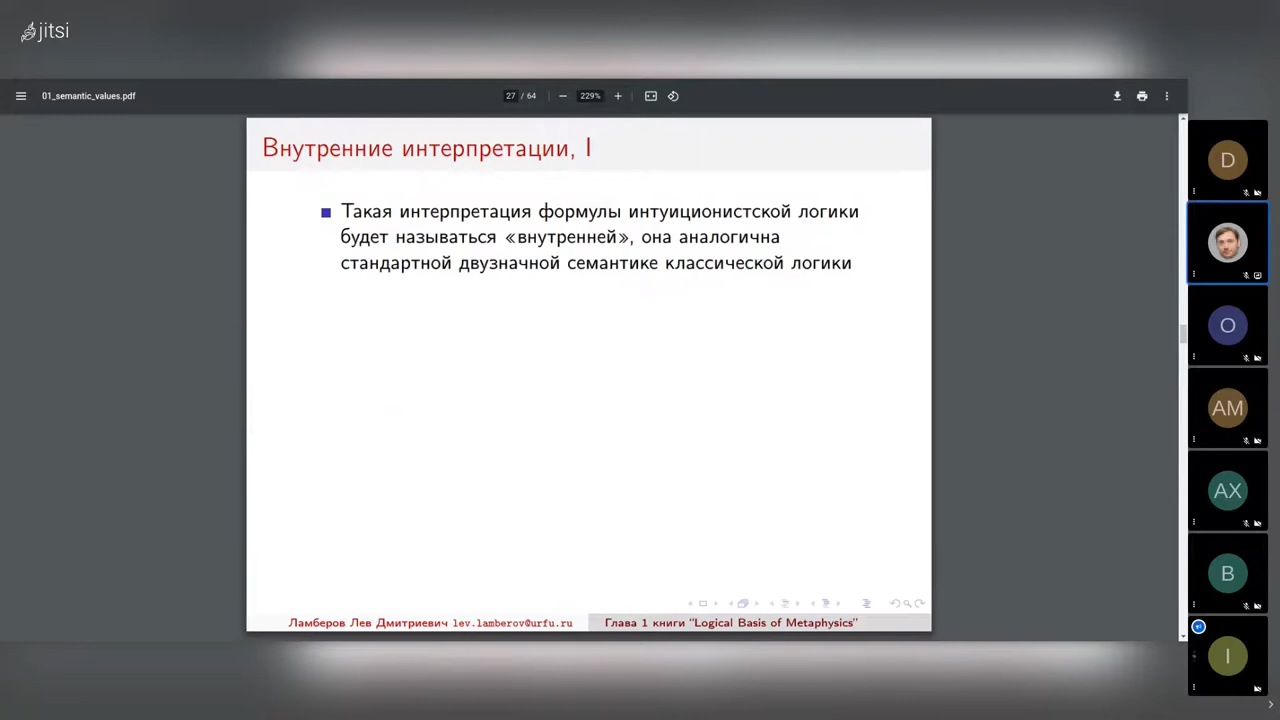 jitsi
01_semantic_values.pdf
27 / 64
229%
Внутренние интерпретации, I
Такая интерпретация формулы интуиционистской логики
будет называться «внутренней», она аналогична
стандартной двузначной семантике классической логики
Ламберов Лев Дмитриевич lev.lamberov@urfu.ru
Глава 1 книги "Logical Basis of Metaphysics"
D
O
AM
AX
B
I